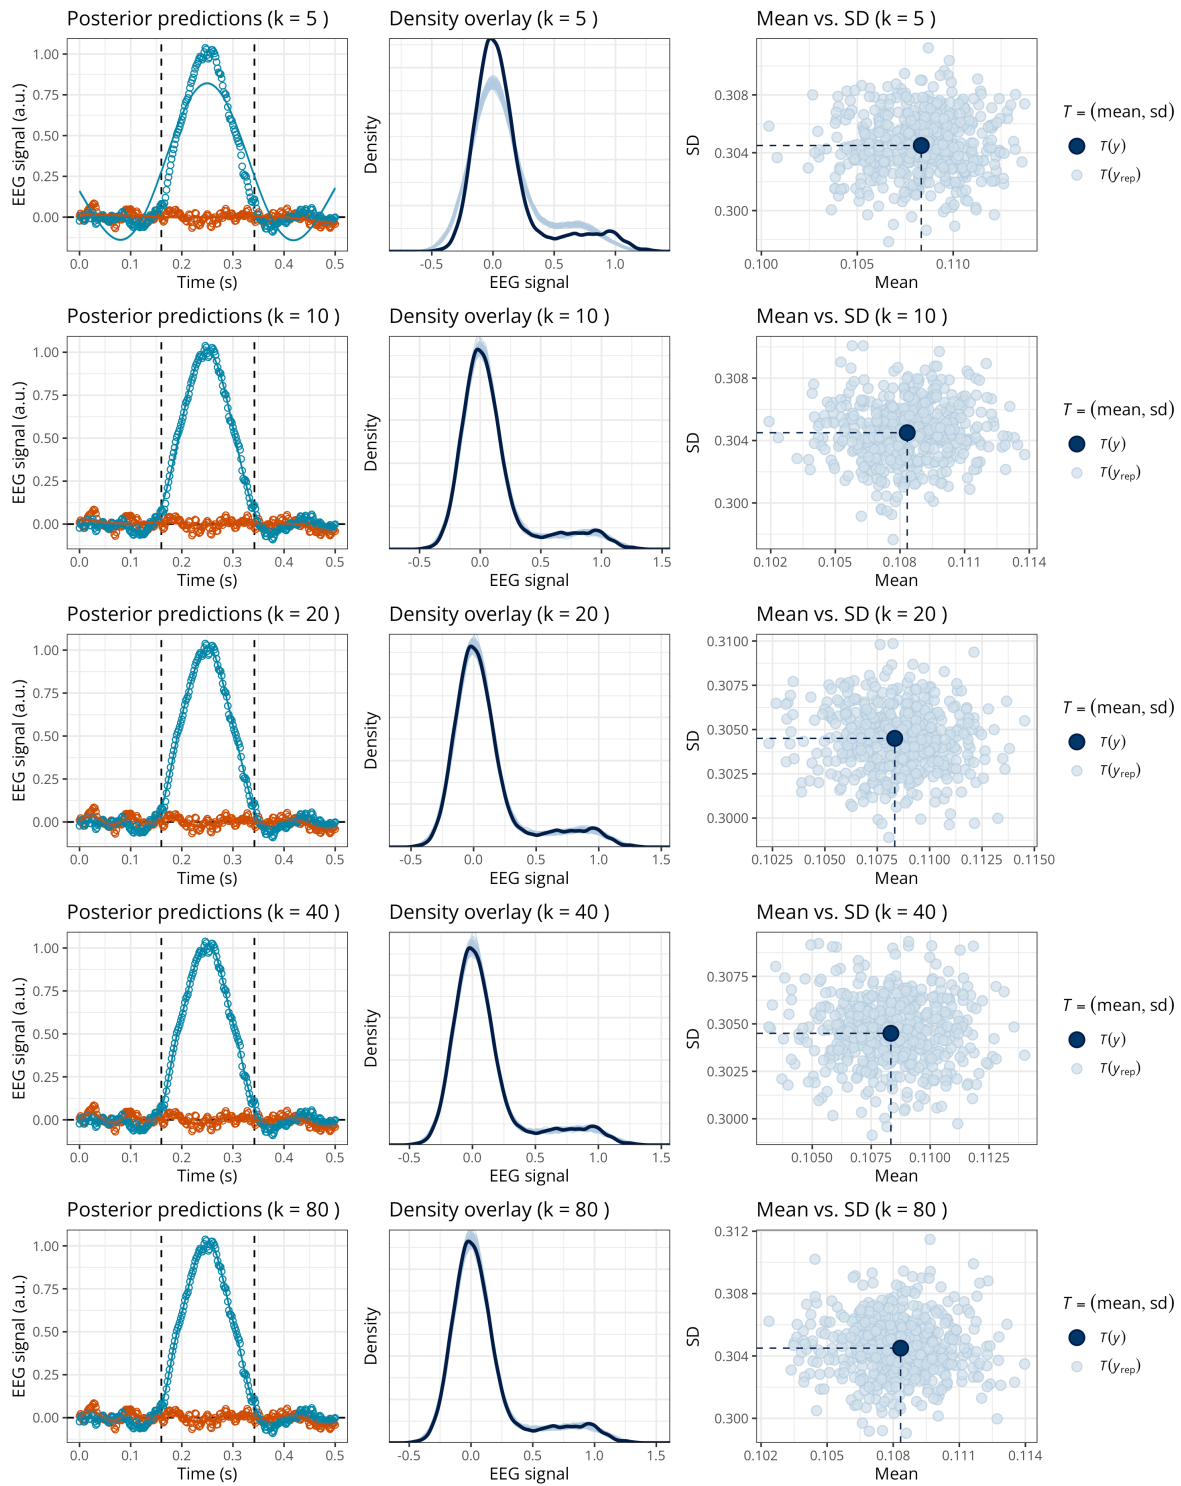 Posterior predictions (k = 5 )
Density overlay (k = 5 )
Mean vs. SD (k = 5 )
EEG signal (a.u.)
1.00
0.75
0.50
0.25
0.00
0.0 0.1 0.2 0.3 0.4 0.5
Time (s)
Density
-0.5 0.0 0.5 1.0
EEG signal
SD
0.308
0.304
0.300
0.100 0.105 0.110
Mean
T = (mean, sd)
T(y)
T(yrep)
Posterior predictions (k = 10 )
Density overlay (k = 10 )
Mean vs. SD (k = 10 )
EEG signal (a.u.)
1.00
0.75
0.50
0.25
0.00
0.0 0.1 0.2 0.3 0.4 0.5
Time (s)
Density
-0.5 0.0 0.5 1.0 1.5
EEG signal
SD
0.308
0.304
0.300
0.102 0.105 0.108 0.111 0.114
Mean
T = (mean, sd)
T(y)
T(yrep)
Posterior predictions (k = 20 )
Density overlay (k = 20 )
Mean vs. SD (k = 20 )
EEG signal (a.u.)
1.00
0.75
0.50
0.25
0.00
0.0 0.1 0.2 0.3 0.4 0.5
Time (s)
Density
-0.5 0.0 0.5 1.0 1.5
EEG signal
SD
0.3100
0.3075
0.3050
0.3025
0.3000
0.1025 0.1050 0.1075 0.1100 0.1125 0.1150
Mean
T = (mean, sd)
T(y)
T(yrep)
Posterior predictions (k = 40 )
Density overlay (k = 40 )
Mean vs. SD (k = 40 )
EEG signal (a.u.)
1.00
0.75
0.50
0.25
0.00
0.0 0.1 0.2 0.3 0.4 0.5
Time (s)
Density
-0.5 0.0 0.5 1.0 1.5
EEG signal
SD
0.3075
0.3050
0.3025
0.3000
0.1050 0.1075 0.1100 0.1125
Mean
T = (mean, sd)
T(y)
T(yrep)
Posterior predictions (k = 80 )
Density overlay (k = 80 )
Mean vs. SD (k = 80 )
EEG signal (a.u.)
1.00
0.75
0.50
0.25
0.00
0.0 0.1 0.2 0.3 0.4 0.5
Time (s)
Density
-0.5 0.0 0.5 1.0 1.5
EEG signal
SD
0.312
0.308
0.304
0.300
0.102 0.105 0.108 0.111 0.114
Mean
T = (mean, sd)
T(y)
T(yrep)